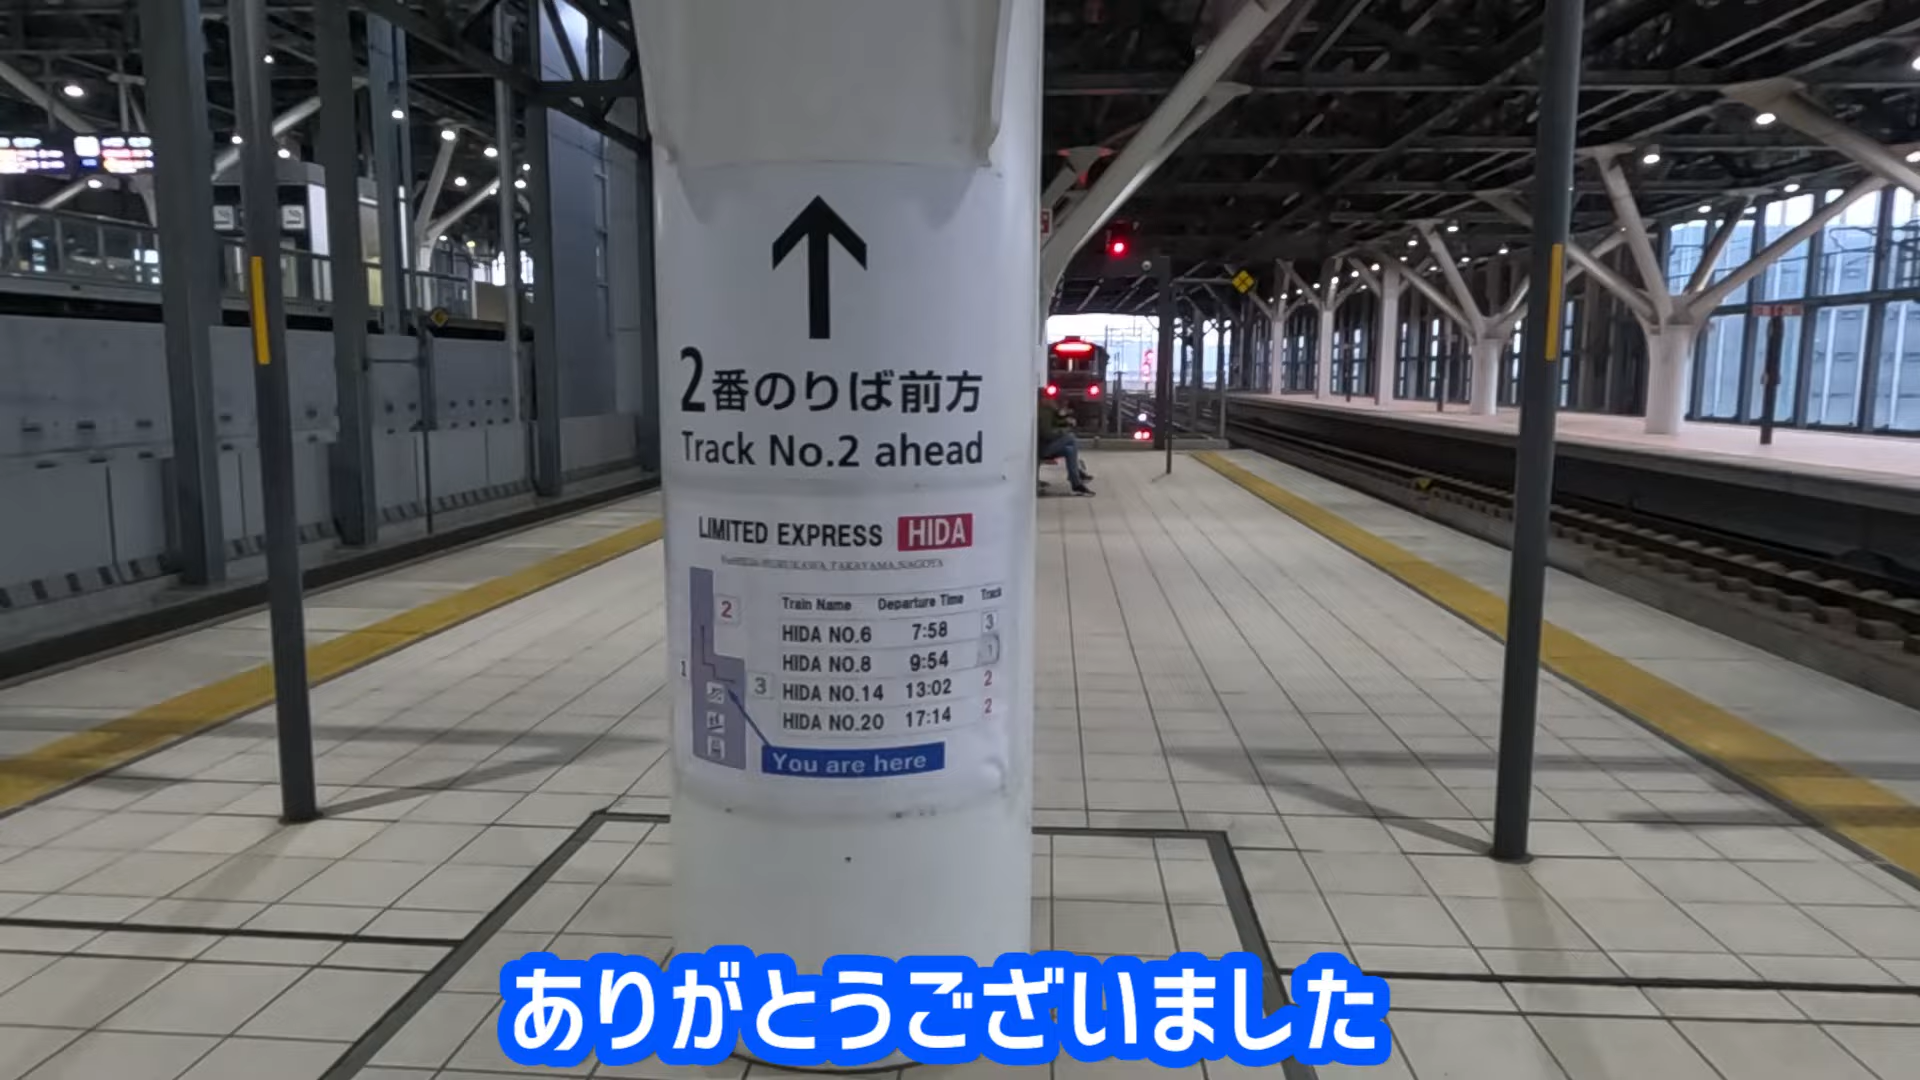 2番のりば前方
Track No.2 ahead
LIMITED EXPRESS HIDA
FURUKAWA,TAKAYAMA,NAGOYA
Train Name Departure Time Track
HIDA NO.6 7:58 3
HIDA NO.8 9:54 1
HIDA NO.14 13:02 2
HIDA NO.20 17:14 2
2
1
3
You are here
ありがとうございました